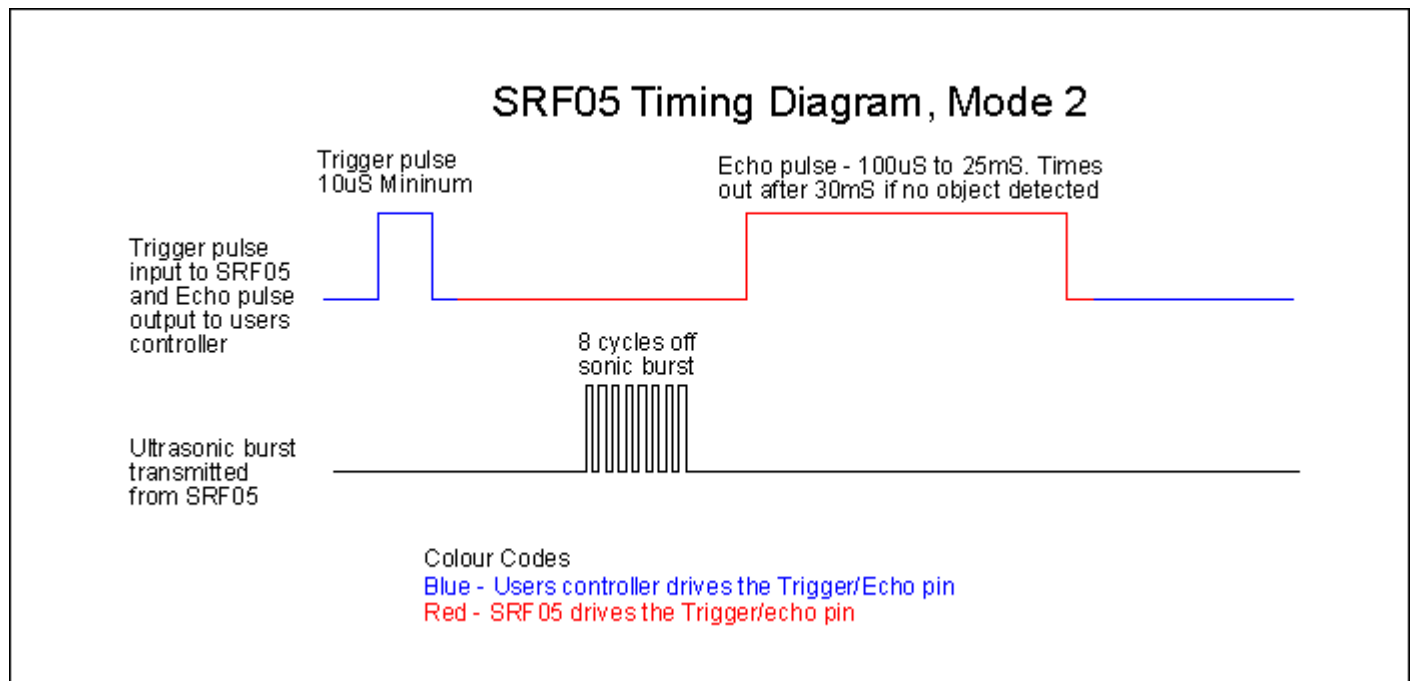 SRF05 Timing Diagram, Mode 2
Trigger pulse
10uS Mininum
Echo pulse - 100uS to 25mS. Times
out after 30mS if no object detected
Trigger pulse
input to SRF05
and Echo pulse
output to users
controller
8 cycles off
sonic burst
Ultrasonic burst
transmitted
from SRF05
Colour Codes
Blue - Users controller drives the Trigger/Echo pin
Red - SRF05 drives the Trigger/echo pin